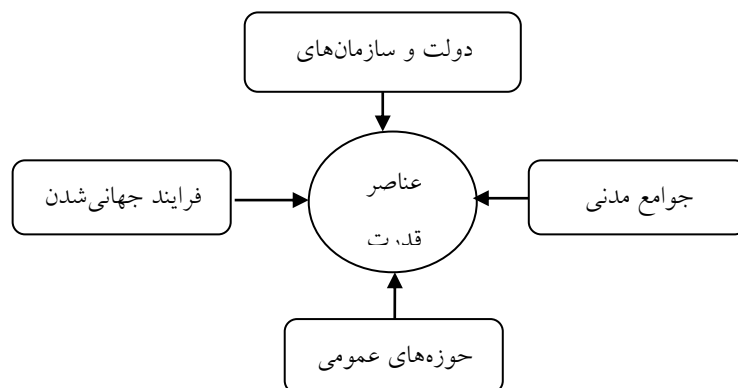 دولت و سازمان‌های
عناصر
قدرت
جوامع مدنی
فرایند جهانی‌شدن
حوزه‌های عمومی